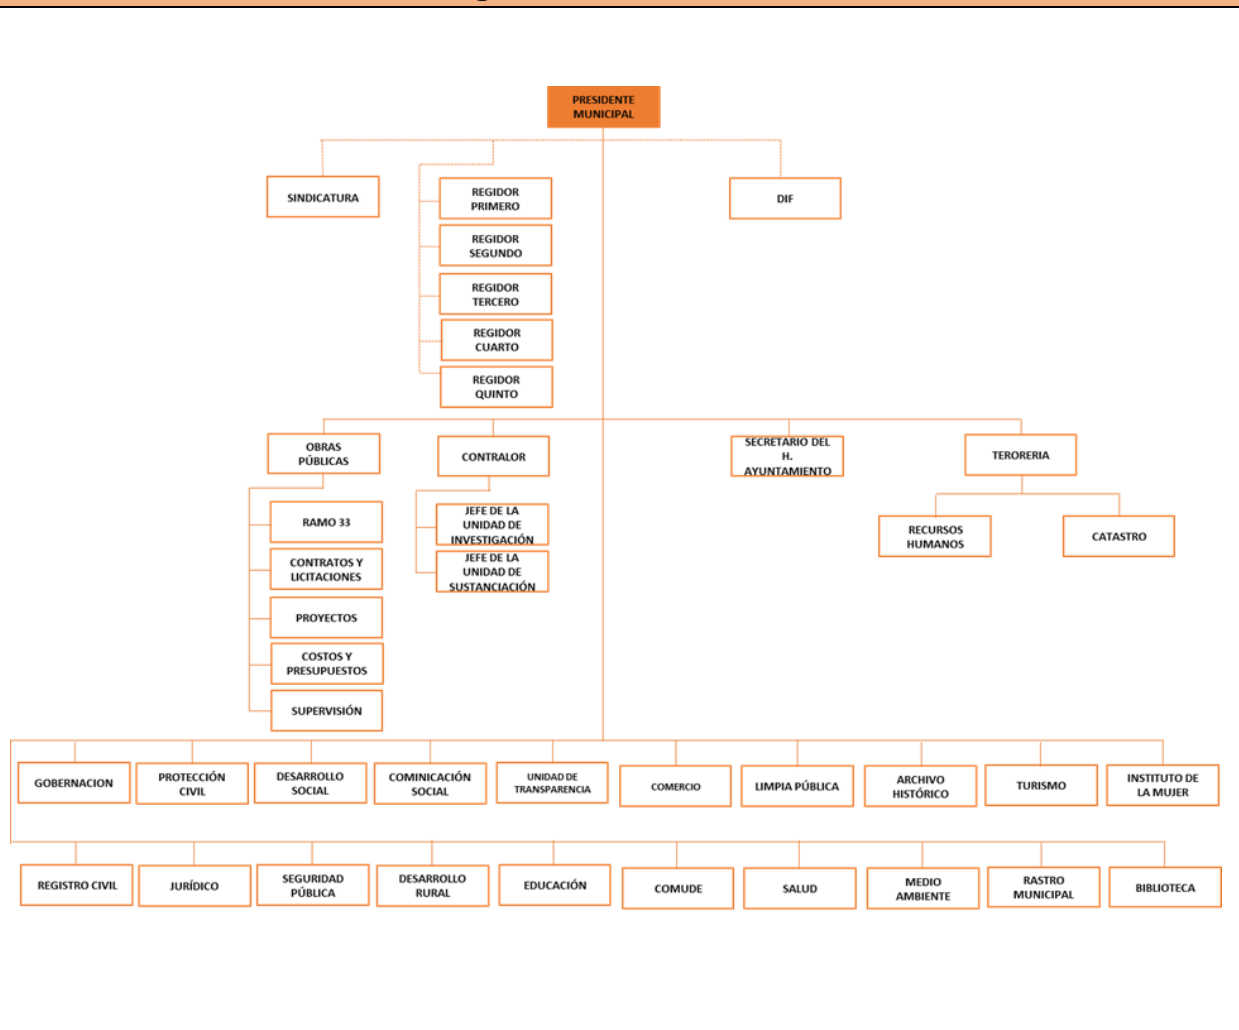 PRESIDENTE
MUNICIPAL
SINDICATURA
REGIDOR
PRIMERO
DIF
REGIDOR
SEGUNDO
REGIDOR
TERCERO
REGIDOR
CUARTO
REGIDOR
QUINTO
OBRAS
PÚBLICAS
CONTRALOR
SECRETARIO DEL
H.
AYUNTAMIENTO
TERORERIA
RAMO 33
JEFE DE LA
UNIDAD DE
INVESTIGACIÓN
RECURSOS
HUMANOS
CATASTRO
CONTRATOS Y
LICITACIONES
JEFE DE LA
UNIDAD DE
SUSTANCIACIÓN
PROYECTOS
COSTOS Y
PRESUPUESTOS
SUPERVISIÓN
GOBERNACION
PROTECCIÓN
CIVIL
DESARROLLO
SOCIAL
COMINICACIÓN
SOCIAL
UNIDAD DE
TRANSPARENCIA
COMERCIO
LIMPIA PÚBLICA
ARCHIVO
HISTÓRICO
TURISMO
INSTITUTO DE
LA MUJER
REGISTRO CIVIL
JURÍDICO
SEGURIDAD
PÚBLICA
DESARROLLO
RURAL
EDUCACIÓN
COMUDE
SALUD
MEDIO
AMBIENTE
RASTRO
MUNICIPAL
BIBLIOTECA